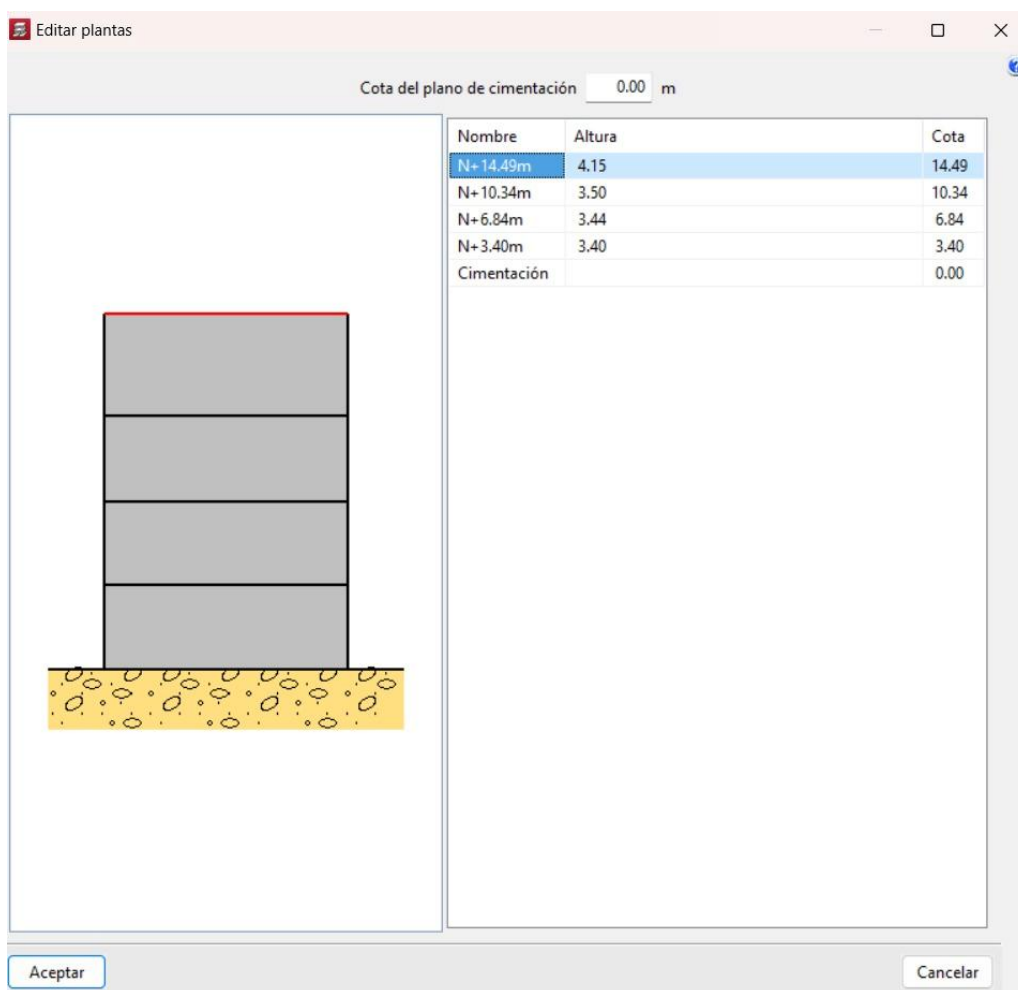 Editar plantas
Cota del plano de cimentación 0.00 m
Nombre Altura Cota
N+14.49m 4.15 14.49
N+10.34m 3.50 10.34
N+6.84m 3.44 6.84
N+3.40m 3.40 3.40
Cimentación 0.00
Aceptar Cancelar